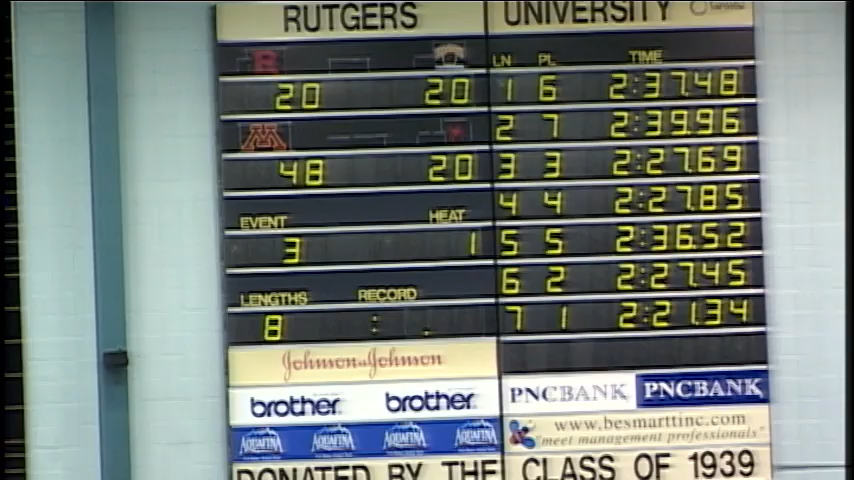 RUTGERS UNIVERSITY
R
LN PL TIME
20 20 1 6 2:37.48
2 7 2:39.96
M
48 20 3 3 2:27.69
4 4 2:27.85
EVENT HEAT
3 1 5 5 2:36.52
6 2 2:27.45
LENGTHS RECORD
8 : . 7 1 2:21.34
Johnson & Johnson
brother brother PNCBANK PNCBANK
AQUAFINA AQUAFINA AQUAFINA AQUAFINA
www.besmarttinc.com
"meet management professionals"
DONATED BY THE CLASS OF 1939